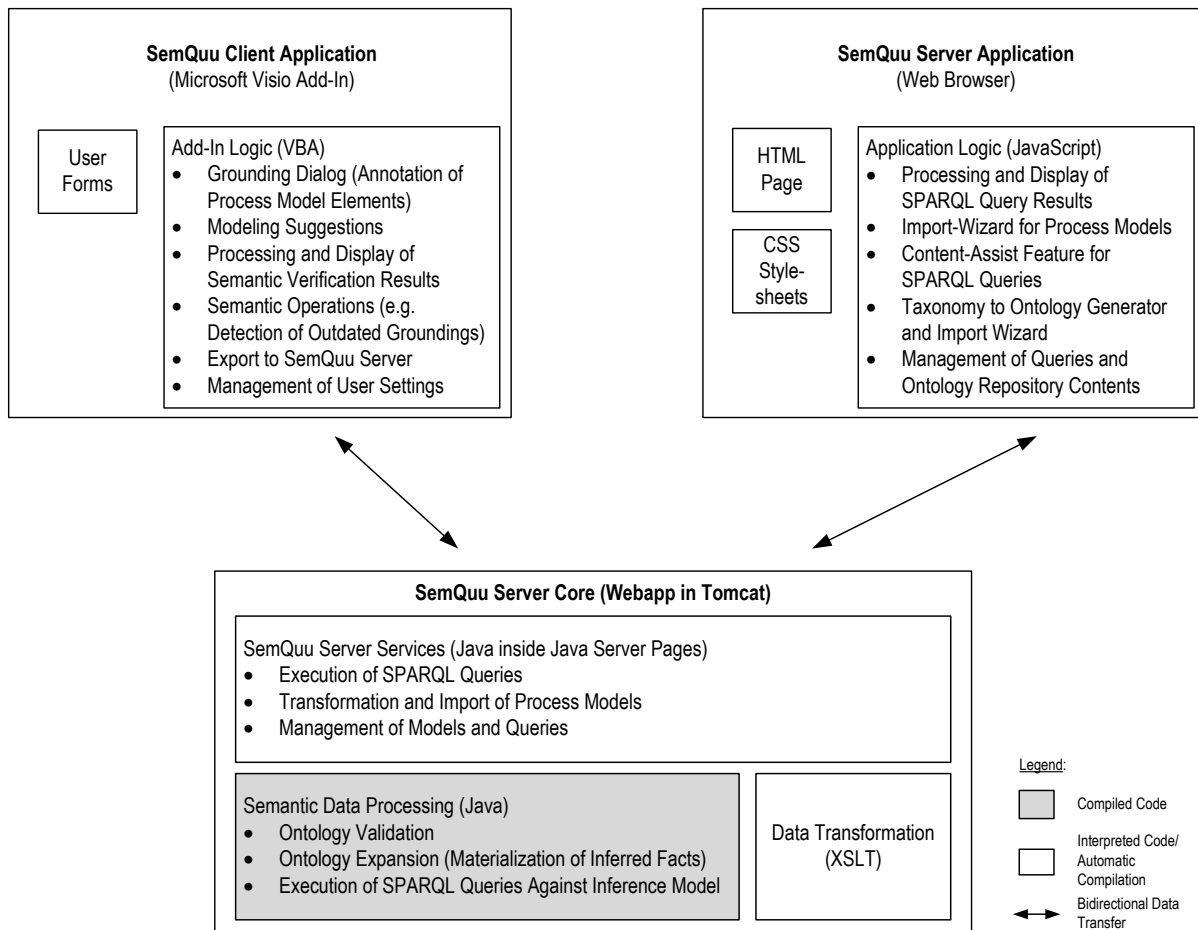 SemQuu Client Application
(Microsoft Visio Add-In)
User
Forms
Add-In Logic (VBA)
• Grounding Dialog (Annotation of
Process Model Elements)
• Modeling Suggestions
• Processing and Display of
Semantic Verification Results
• Semantic Operations (e.g.
Detection of Outdated Groundings)
• Export to SemQuu Server
• Management of User Settings
SemQuu Server Application
(Web Browser)
HTML
Page
CSS
Style-
sheets
Application Logic (JavaScript)
• Processing and Display of
SPARQL Query Results
• Import-Wizard for Process Models
• Content-Assist Feature for
SPARQL Queries
• Taxonomy to Ontology Generator
and Import Wizard
• Management of Queries and
Ontology Repository Contents
SemQuu Server Core (Webapp in Tomcat)
SemQuu Server Services (Java inside Java Server Pages)
• Execution of SPARQL Queries
• Transformation and Import of Process Models
• Management of Models and Queries
Semantic Data Processing (Java)
• Ontology Validation
• Ontology Expansion (Materialization of Inferred Facts)
• Execution of SPARQL Queries Against Inference Model
Data Transformation
(XSLT)
Legend:
Compiled Code
Interpreted Code/
Automatic
Compilation
Bidirectional Data
Transfer